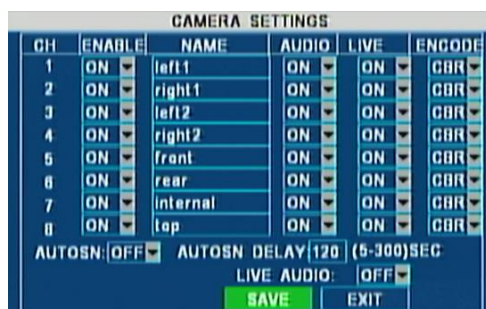 CAMERA SETTINGS
CH ENABLE NAME AUDIO LIVE ENCODE
1 ON left1 ON ON CBR
2 ON right1 ON ON CBR
3 ON left2 ON ON CBR
4 ON right2 ON ON CBR
5 ON front ON ON CBR
6 ON rear ON ON CBR
7 ON internal ON ON CBR
8 ON top ON ON CBR
AUTOSN: OFF AUTOSN DELAY 120 (5-300)SEC
LIVE AUDIO: OFF
SAVE EXIT